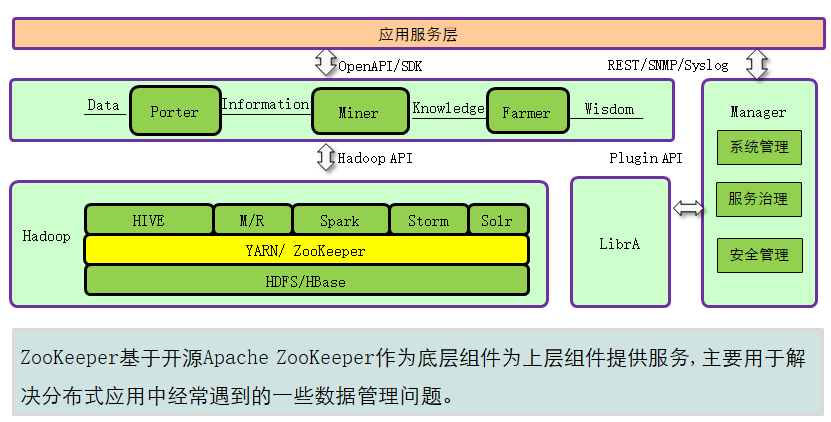 应用服务层
OpenAPI/SDK
REST/SNMP/Syslog
Data
Porter
Information
Miner
Knowledge
Farmer
Wisdom
Manager
系统管理
服务治理
安全管理
Hadoop API
Plugin API
Hadoop
HIVE
M/R
Spark
Storm
Solr
YARN/ ZooKeeper
HDFS/HBase
LibrA
ZooKeeper基于开源Apache ZooKeeper作为底层组件为上层组件提供服务,主要用于解
决分布式应用中经常遇到的一些数据管理问题。